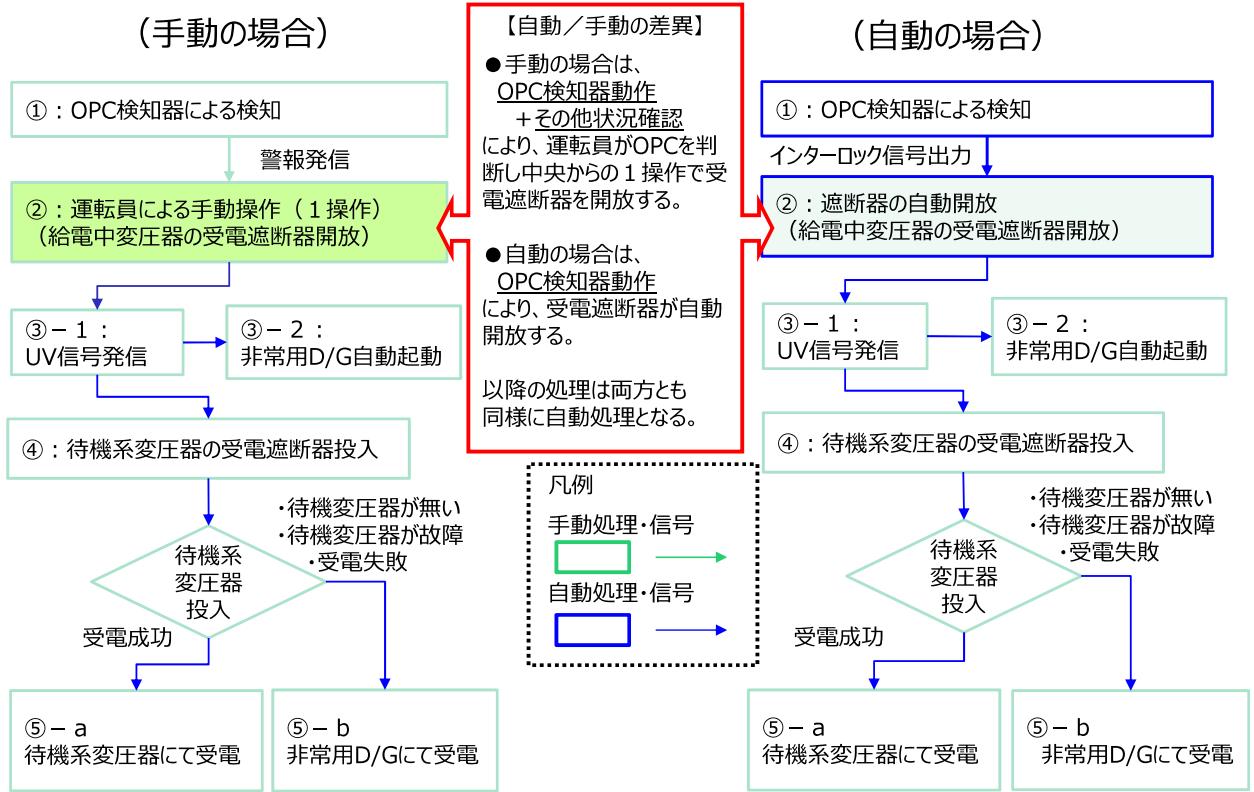 （手動の場合）
①：OPC検知器による検知
警報発信
②：運転員による手動操作（１操作）
（給電中変圧器の受電遮断器開放）
③－１：
UV信号発信
③－２：
非常用D/G自動起動
④：待機系変圧器の受電遮断器投入
・待機変圧器が無い
・待機変圧器が故障
・受電失敗
待機系
変圧器
投入
受電成功
⑤－a
待機系変圧器にて受電
⑤－b
非常用D/Gにて受電
【自動／手動の差異】
●手動の場合は、
OPC検知器動作
＋その他状況確認
により、運転員がOPCを判
断し中央からの１操作で受
電遮断器を開放する。
●自動の場合は、
OPC検知器動作
により、受電遮断器が自動
開放する。
以降の処理は両方とも
同様に自動処理となる。
凡例
手動処理・信号
自動処理・信号
（自動の場合）
①：OPC検知器による検知
インターロック信号出力
②：遮断器の自動開放
（給電中変圧器の受電遮断器開放）
③－１：
UV信号発信
③－２：
非常用D/G自動起動
④：待機系変圧器の受電遮断器投入
・待機変圧器が無い
・待機変圧器が故障
・受電失敗
待機系
変圧器
投入
受電成功
⑤－a
待機系変圧器にて受電
⑤－b
非常用D/Gにて受電